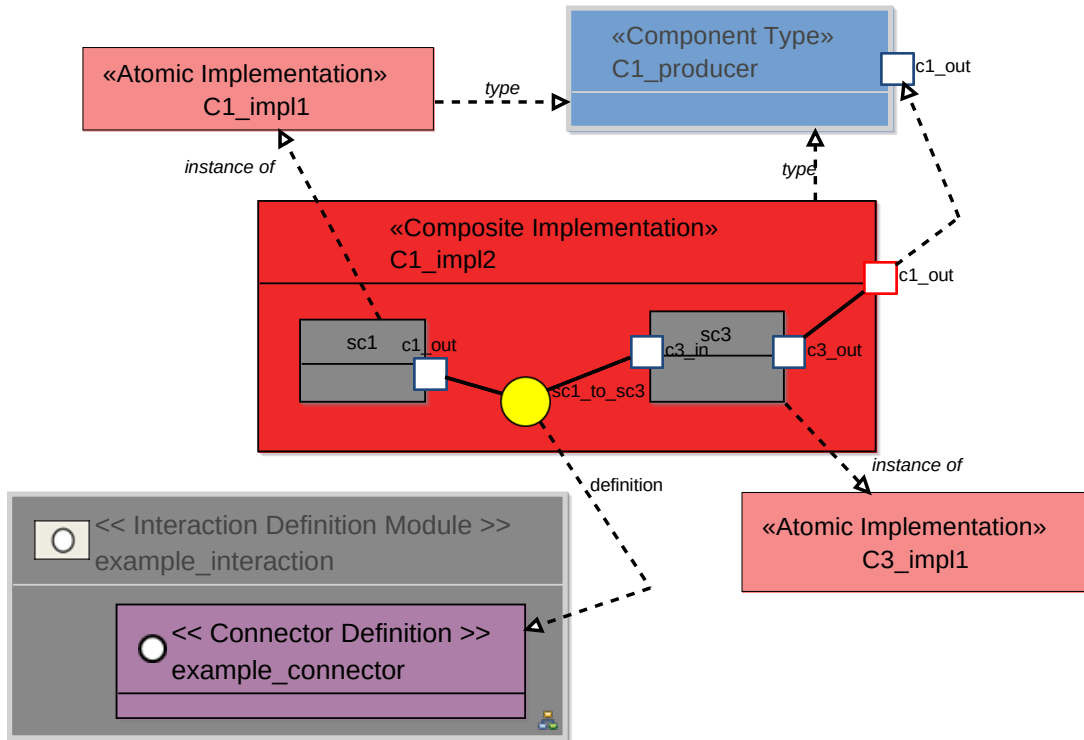 «Component Type»
C1_producer
c1_out
«Atomic Implementation»
C1_impl1
type
instance of
type
«Composite Implementation»
C1_impl2
c1_out
sc1
c1_out
sc3
c3_in
c3_out
sc1_to_sc3
instance of
definition
«Atomic Implementation»
C3_impl1
<< Interaction Definition Module >>
example_interaction
<< Connector Definition >>
example_connector